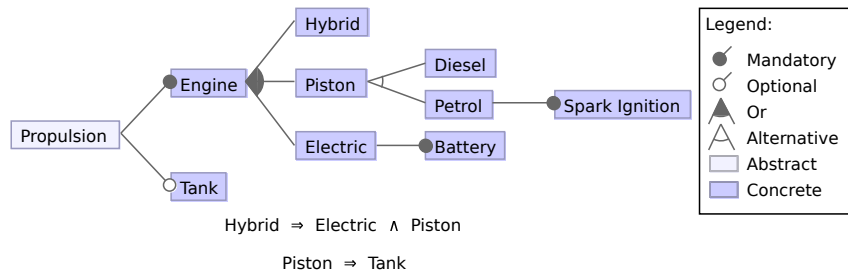 Hybrid
Engine
Piston
Diesel
Petrol
Spark Ignition
Propulsion
Electric
Battery
Tank
Hybrid ⇒ Electric ∧ Piston
Piston ⇒ Tank
Legend:
Mandatory
Optional
Or
Alternative
Abstract
Concrete